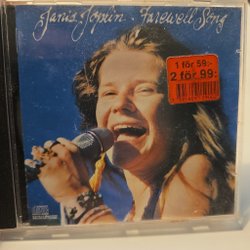 Janis Joplin · Farewell Song
1 för 59:-
2 för 99:-